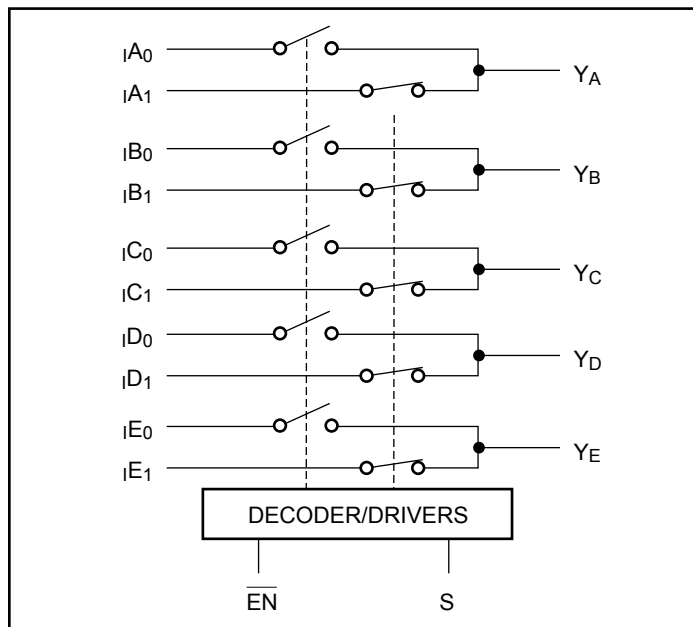 IA0
YA
IA1
IB0
YB
IB1
IC0
YC
IC1
ID0
YD
ID1
IE0
YE
IE1
DECODER/DRIVERS
EN S